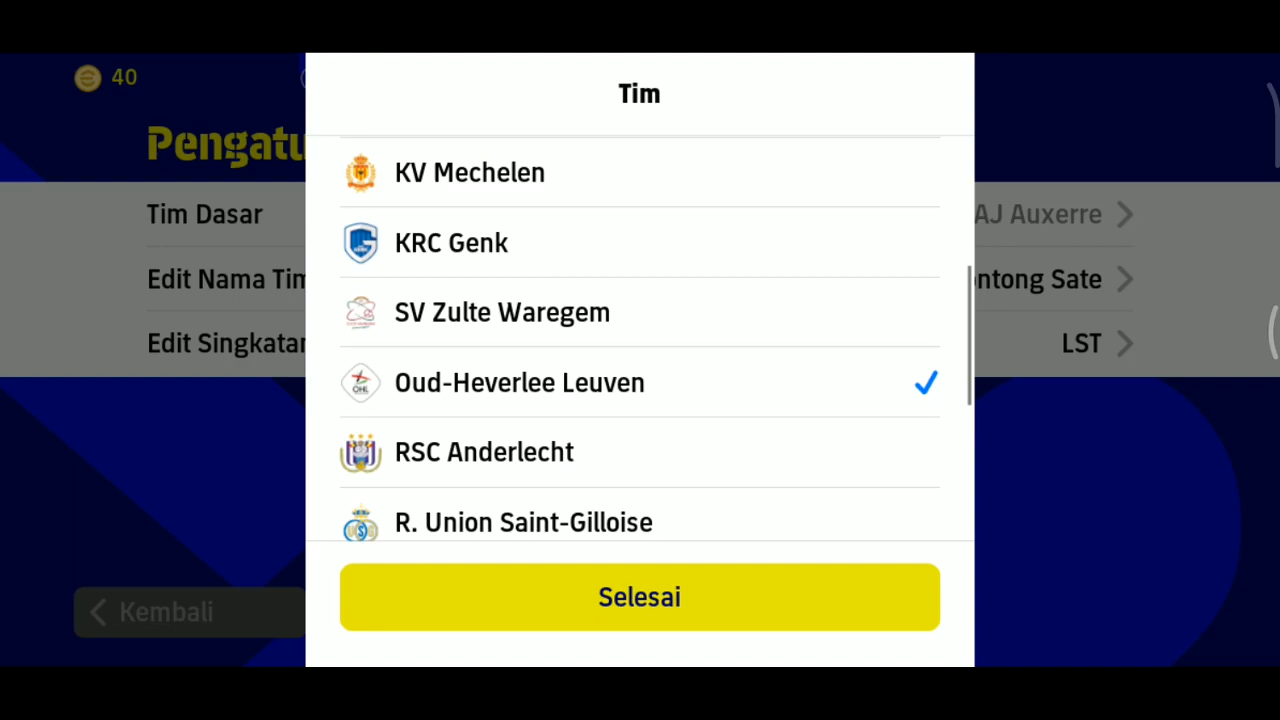 40
Tim
Pengatu
KV Mechelen
Tim Dasar
AJ Auxerre
KRC Genk
Edit Nama Tim
ntong Sate
SV Zulte Waregem
Edit Singkatan
LST
OHL
Oud-Heverlee Leuven
RSC Anderlecht
R. Union Saint-Gilloise
Selesai
Kembali